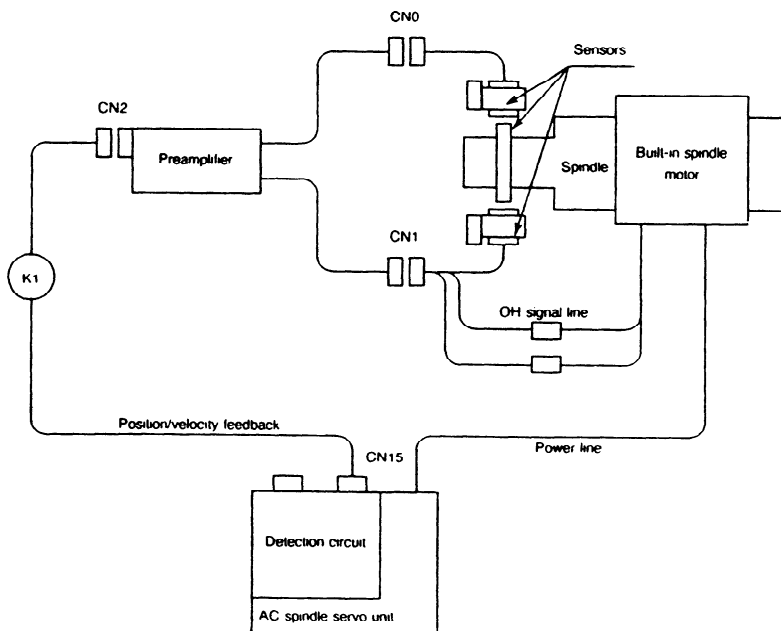 CN0
Sensors
CN2
Preamplifier
Spindle
Built-in spindle
motor
CN1
K1
OH signal line
Position/velocity feedback
CN15
Power line
Detection circuit
AC spindle servo unit